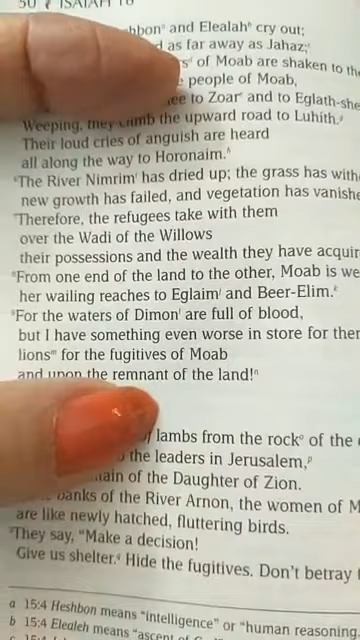 50 ISAIAH 16
and Elealah cry out;
as far away as Jahaz;
of Moab are shaken to the
people of Moab,
to Zoar and to Eglath-she
Weeping, they climb the upward road to Luhith.
Their loud cries of anguish are heard
all along the way to Horonaim.
The River Nimrim has dried up; the grass has with
new growth has failed, and vegetation has vanishe
Therefore, the refugees take with them
over the Wadi of the Willows
their possessions and the wealth they have acquir
From one end of the land to the other, Moab is we
her wailing reaches to Eglaim and Beer-Elim.
For the waters of Dimon are full of blood,
but I have something even worse in store for ther
lions for the fugitives of Moab
and upon the remnant of the land!
lambs from the rock of the
the leaders in Jerusalem,
of the Daughter of Zion.
banks of the River Arnon, the women of M
are like newly hatched, fluttering birds.
They say, "Make a decision!
Give us shelter. Hide the fugitives. Don't betray
a 15:4 Heshbon means "intelligence" or "human reasoning
b 15:4 Elealeh means "ascent of